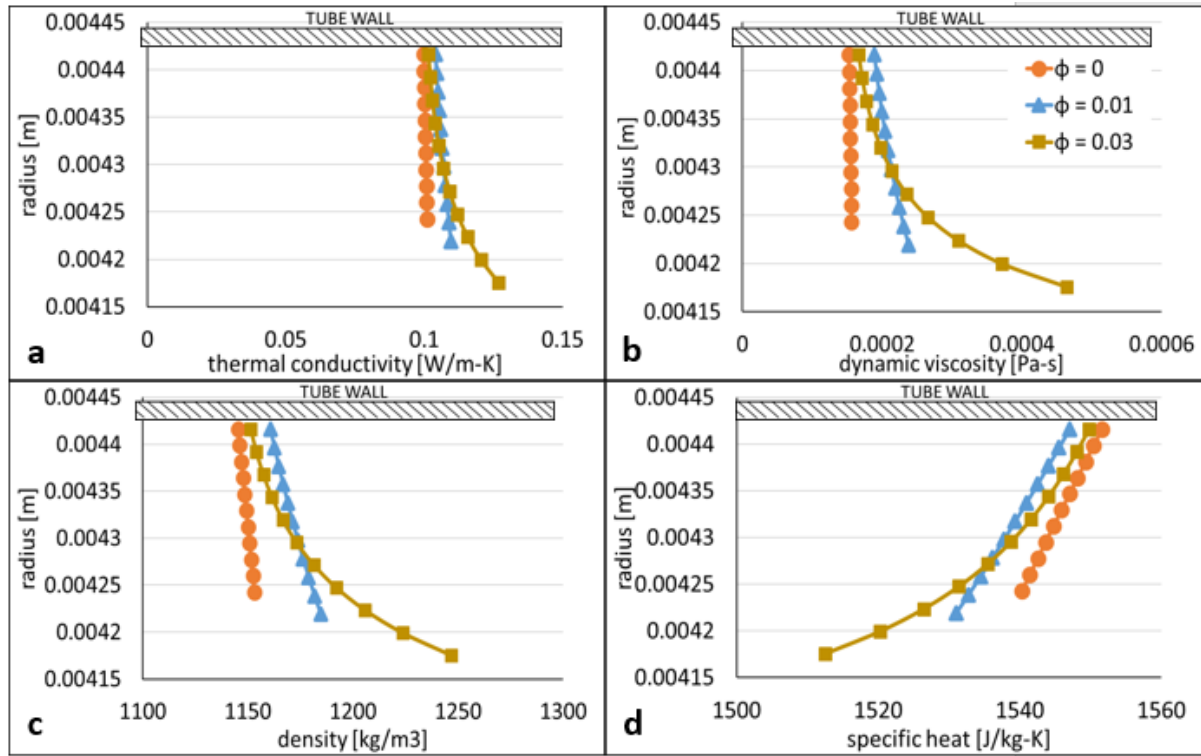 TUBE WALL
0.00445
0.0044
0.00435
0.0043
0.00425
0.0042
0.00415
radius [m]
0 0.05 0.1 0.15
thermal conductivity [W/m-K]
a
TUBE WALL
0.00445
0.0044
0.00435
0.0043
0.00425
0.0042
0.00415
radius [m]
ϕ = 0
ϕ = 0.01
ϕ = 0.03
0 0.0002 0.0004 0.0006
dynamic viscosity [Pa-s]
b
TUBE WALL
0.00445
0.0044
0.00435
0.0043
0.00425
0.0042
0.00415
radius [m]
1100 1150 1200 1250 1300
density [kg/m3]
c
TUBE WALL
0.00445
0.0044
0.00435
0.0043
0.00425
0.0042
0.00415
radius [m]
1500 1520 1540 1560
specific heat [J/kg-K]
d